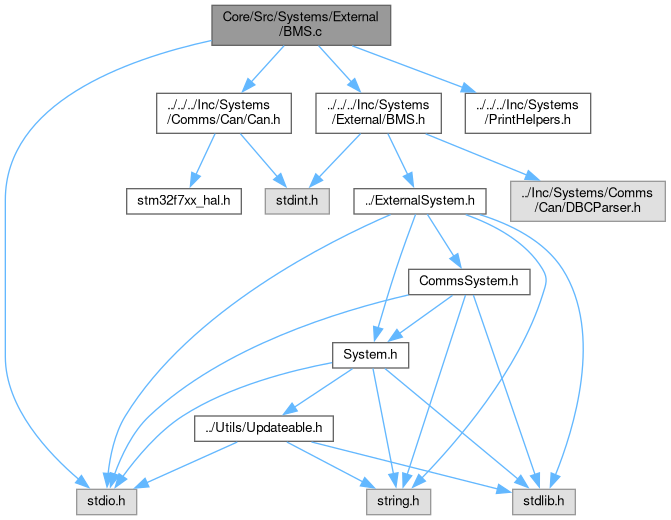 Core/Src/Systems/External
/BMS.c
../../../Inc/Systems
/Comms/Can/Can.h
../../../Inc/Systems
/External/BMS.h
../../../Inc/Systems
/PrintHelpers.h
stm32f7xx_hal.h
stdint.h
../ExternalSystem.h
../Inc/Systems/Comms
/Can/DBCParser.h
CommsSystem.h
System.h
../Utils/Updateable.h
stdio.h
string.h
stdlib.h